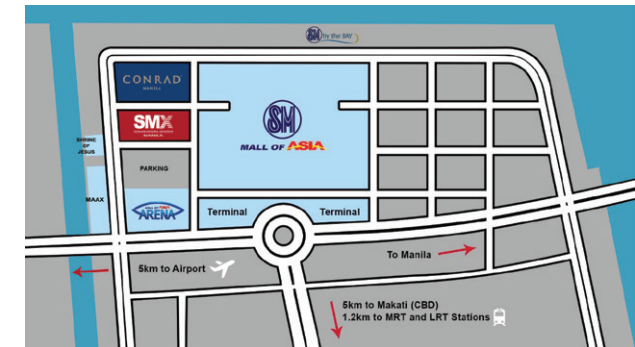 SM by the BAY
CONRAD
MANILA
SMX
SM
MALL OF ASIA
SHRINE
OF
JESUS
PARKING
MAAX
ARENA
Terminal
Terminal
To Manila
5km to Airport
5km to Makati (CBD)
1.2km to MRT and LRT Stations